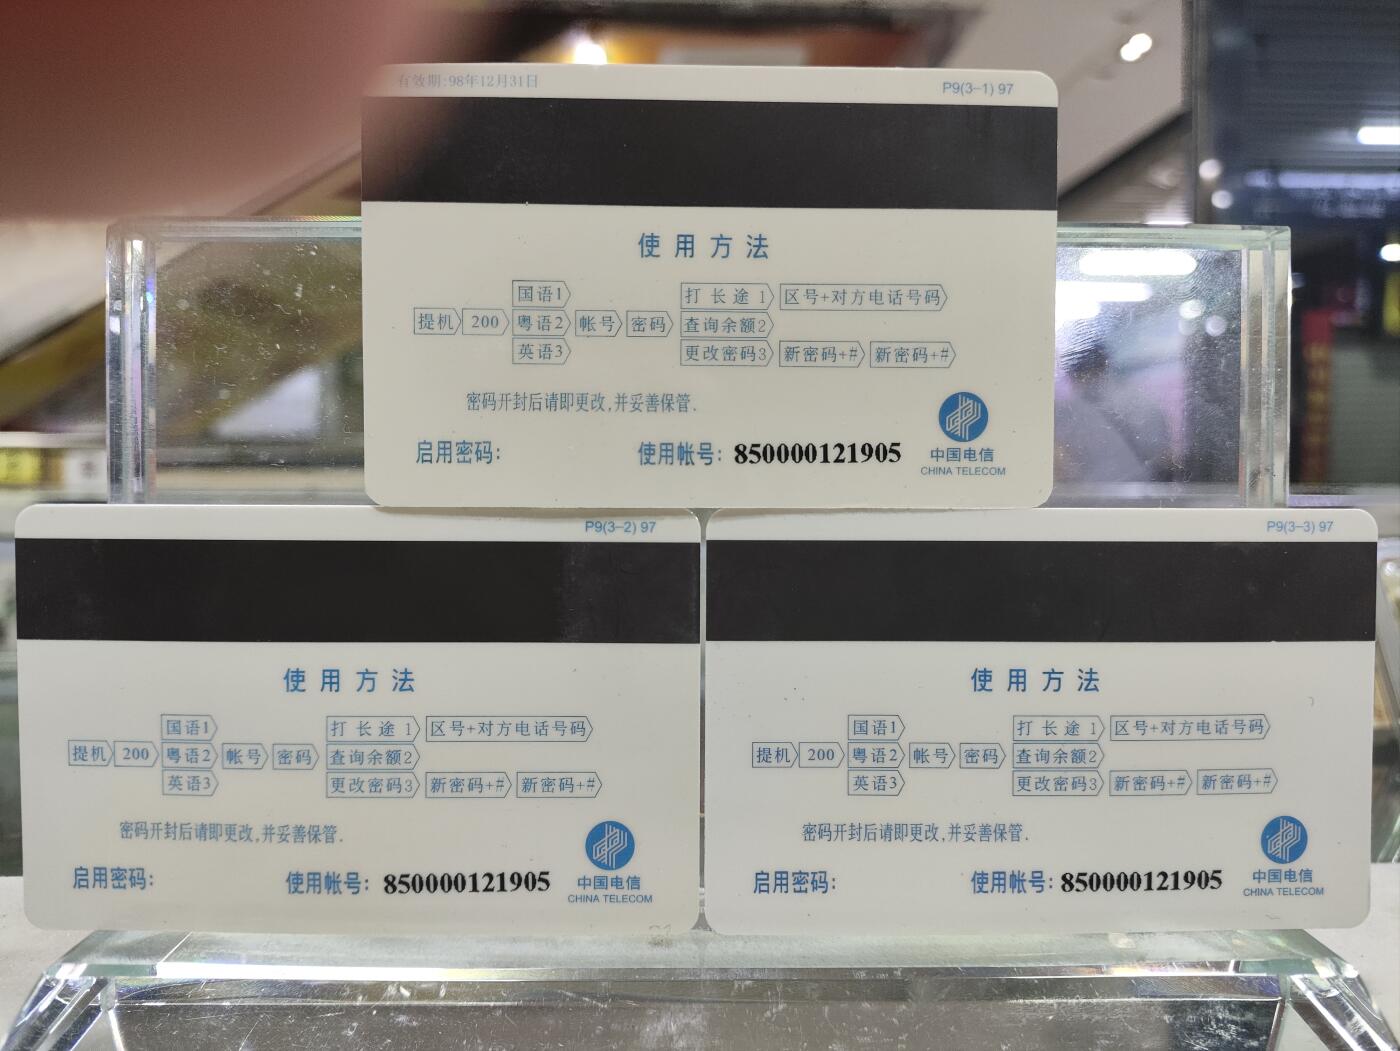 有效期:98年12月31日
P9(3-1) 97
使用方法
国语1
打长途1 区号+对方电话号码
提机 200 粤语2 帐号 密码 查询余额2
英语3
更改密码3 新密码+# 新密码+#
密码开封后请即更改,并妥善保管.
启用密码: 使用帐号: 850000121905
中国电信
CHINA TELECOM
P9(3-2) 97
使用方法
国语1
打长途1 区号+对方电话号码
提机 200 粤语2 帐号 密码 查询余额2
英语3
更改密码3 新密码+# 新密码+#
密码开封后请即更改,并妥善保管.
启用密码: 使用帐号: 850000121905
中国电信
CHINA TELECOM
P9(3-3) 97
使用方法
国语1
打长途1 区号+对方电话号码
提机 200 粤语2 帐号 密码 查询余额2
英语3
更改密码3 新密码+# 新密码+#
密码开封后请即更改,并妥善保管.
启用密码: 使用帐号: 850000121905
中国电信
CHINA TELECOM